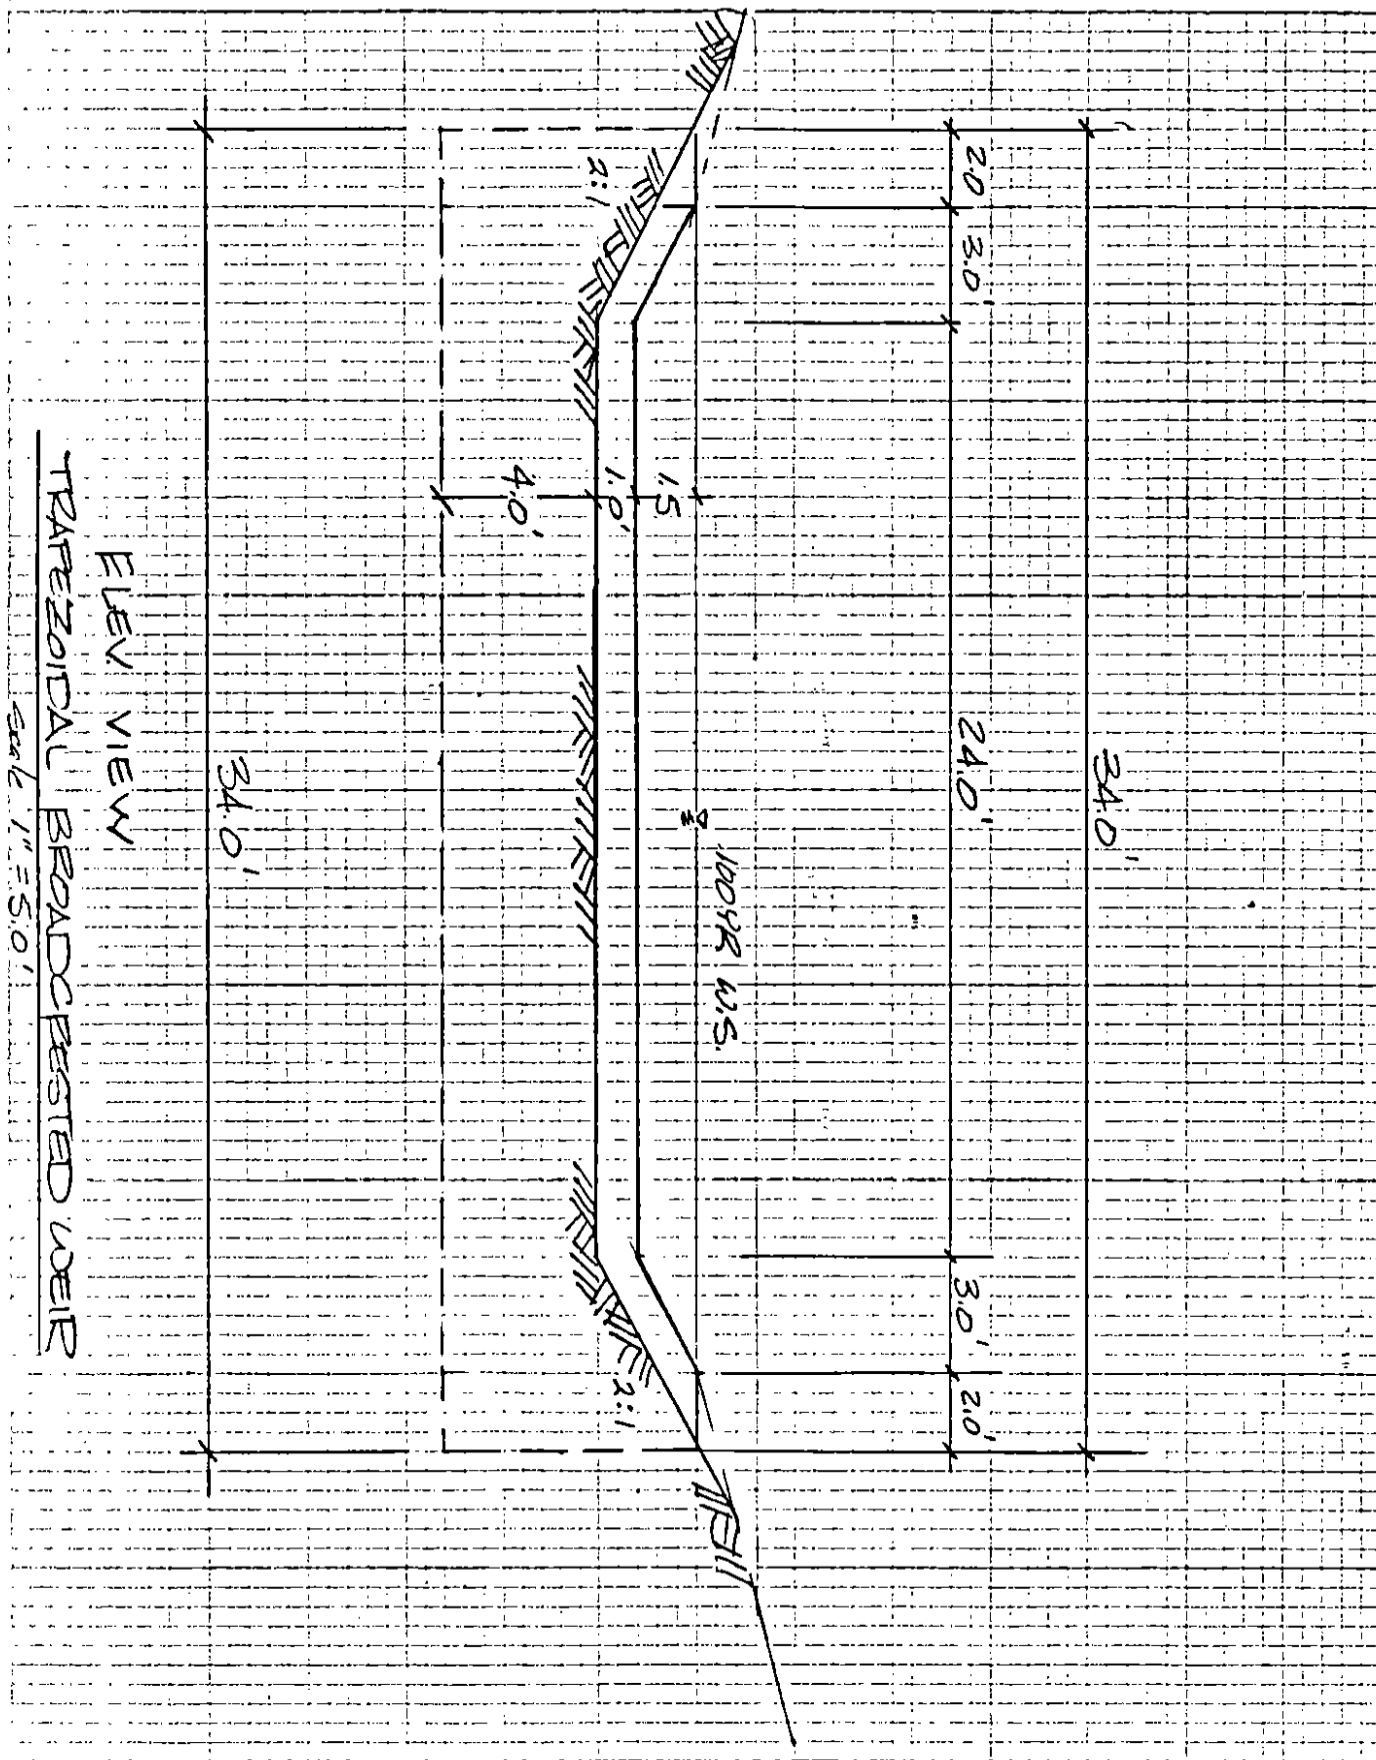 34.0'
2.0 3.0' 24.0' 3.0' 2.0'
100YR W.S.
1.5
1.0'
4.0'
2:1
2:1
34.0'
ELEV. VIEW
TRAPEZOIDAL BROADCRESTED WEIR
Scale 1" = 5.0'